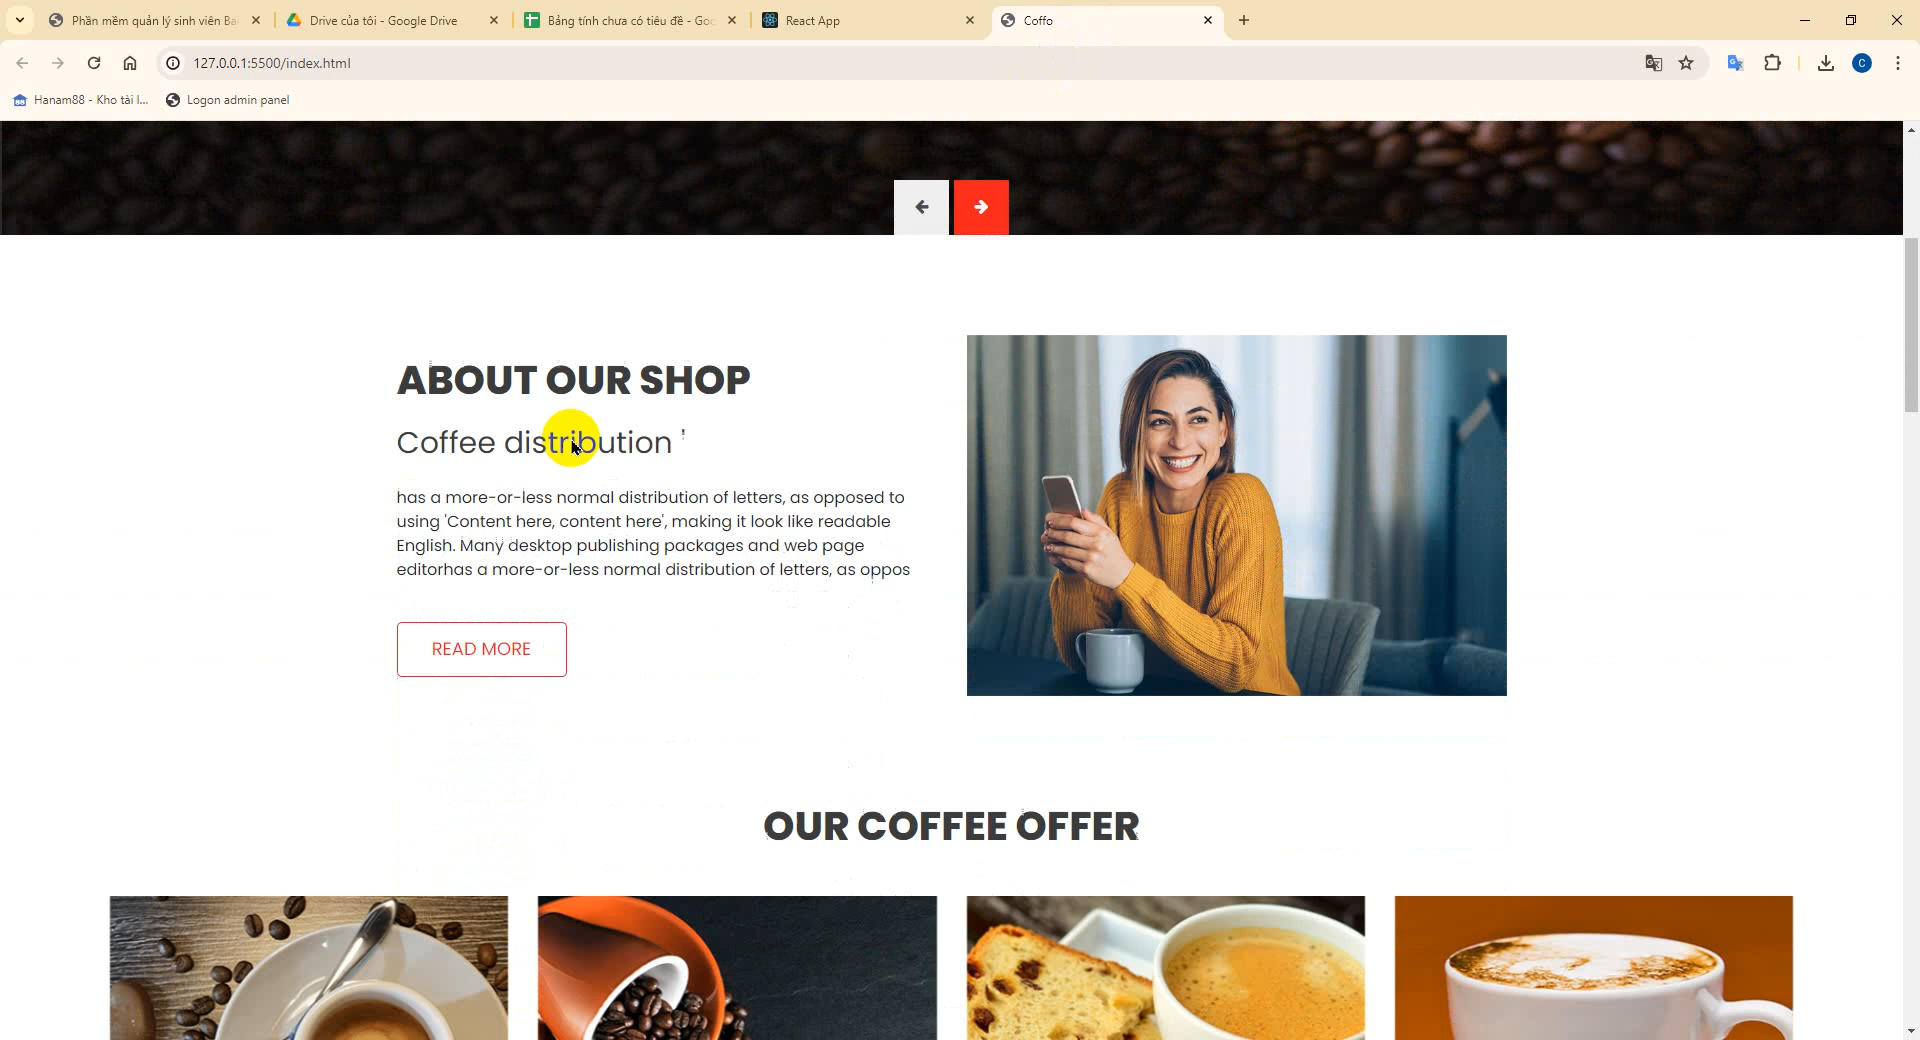 Phần mềm quản lý sinh viên Ba
Drive của tôi - Google Drive
Bảng tính chưa có tiêu đề - Goo
React App
Coffo
127.0.0.1:5500/index.html
C
Hanam88 - Kho tài l...
Logon admin panel
ABOUT OUR SHOP
Coffee distribution
has a more-or-less normal distribution of letters, as opposed to
using 'Content here, content here', making it look like readable
English. Many desktop publishing packages and web page
editorhas a more-or-less normal distribution of letters, as oppos
READ MORE
OUR COFFEE OFFER